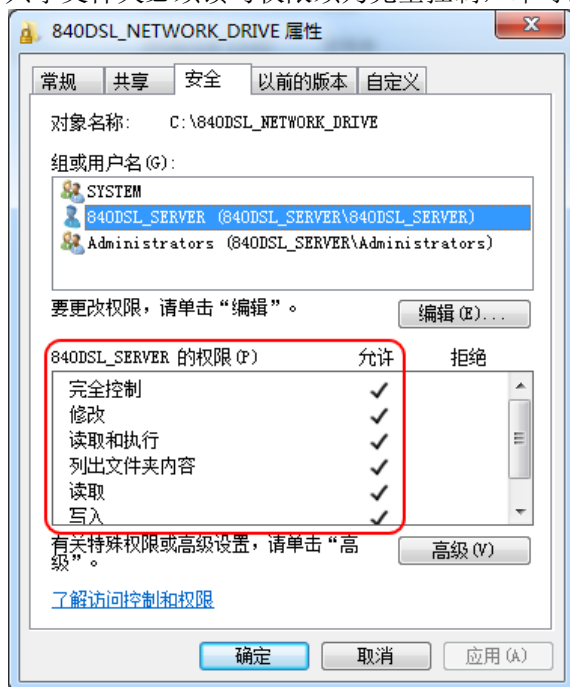 840DSL_NETWORK_DRIVE 属性
常规 共享 安全 以前的版本 自定义
对象名称: C:\840DSL_NETWORK_DRIVE
组或用户名(G):
SYSTEM
840DSL_SERVER (840DSL_SERVER\840DSL_SERVER)
Administrators (840DSL_SERVER\Administrators)
要更改权限，请单击“编辑”。
编辑(E)...
840DSL_SERVER 的权限(P) 允许 拒绝
完全控制
修改
读取和执行
列出文件夹内容
读取
写入
有关特殊权限或高级设置，请单击“高
级”。
高级(V)
了解访问控制和权限
确定 取消 应用(A)